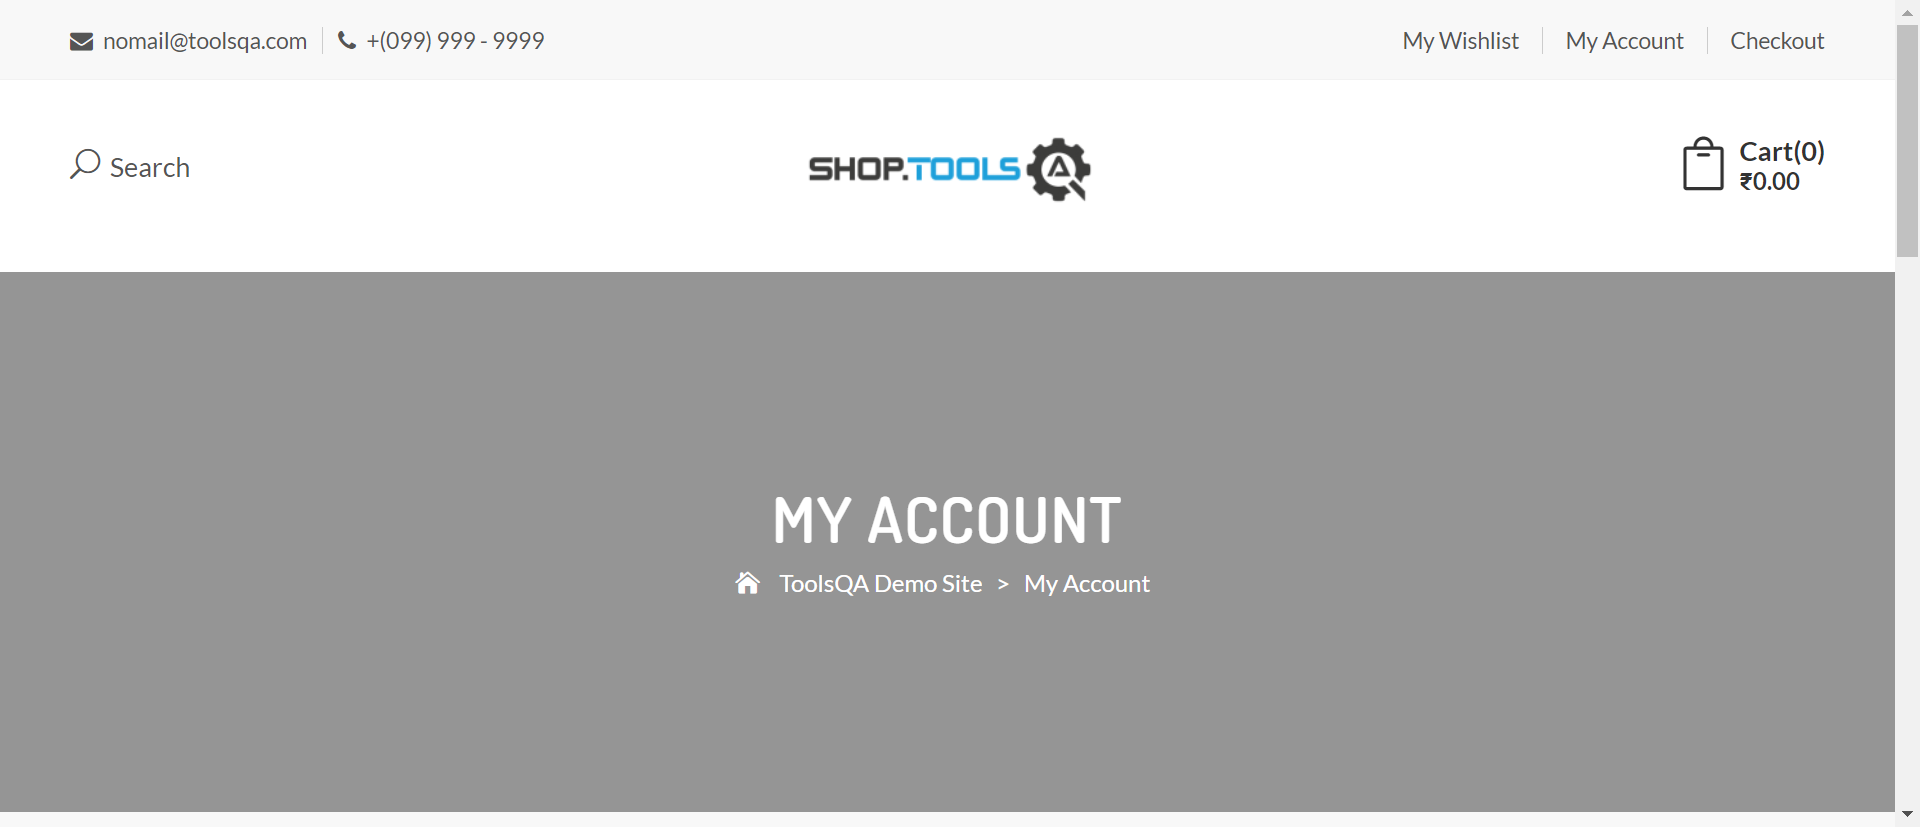 nomail@toolsqa.com +(099) 999 - 9999 My Wishlist My Account Checkout
Search SHOP.TOOLS Cart(0)
₹0.00
MY ACCOUNT
ToolsQA Demo Site > My Account